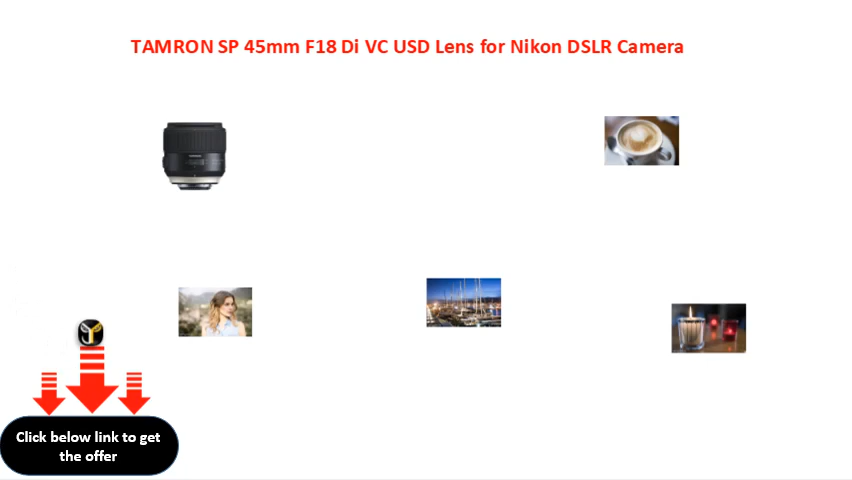 TAMRON SP 45mm F18 Di VC USD Lens for Nikon DSLR Camera
Click below link to get
the offer